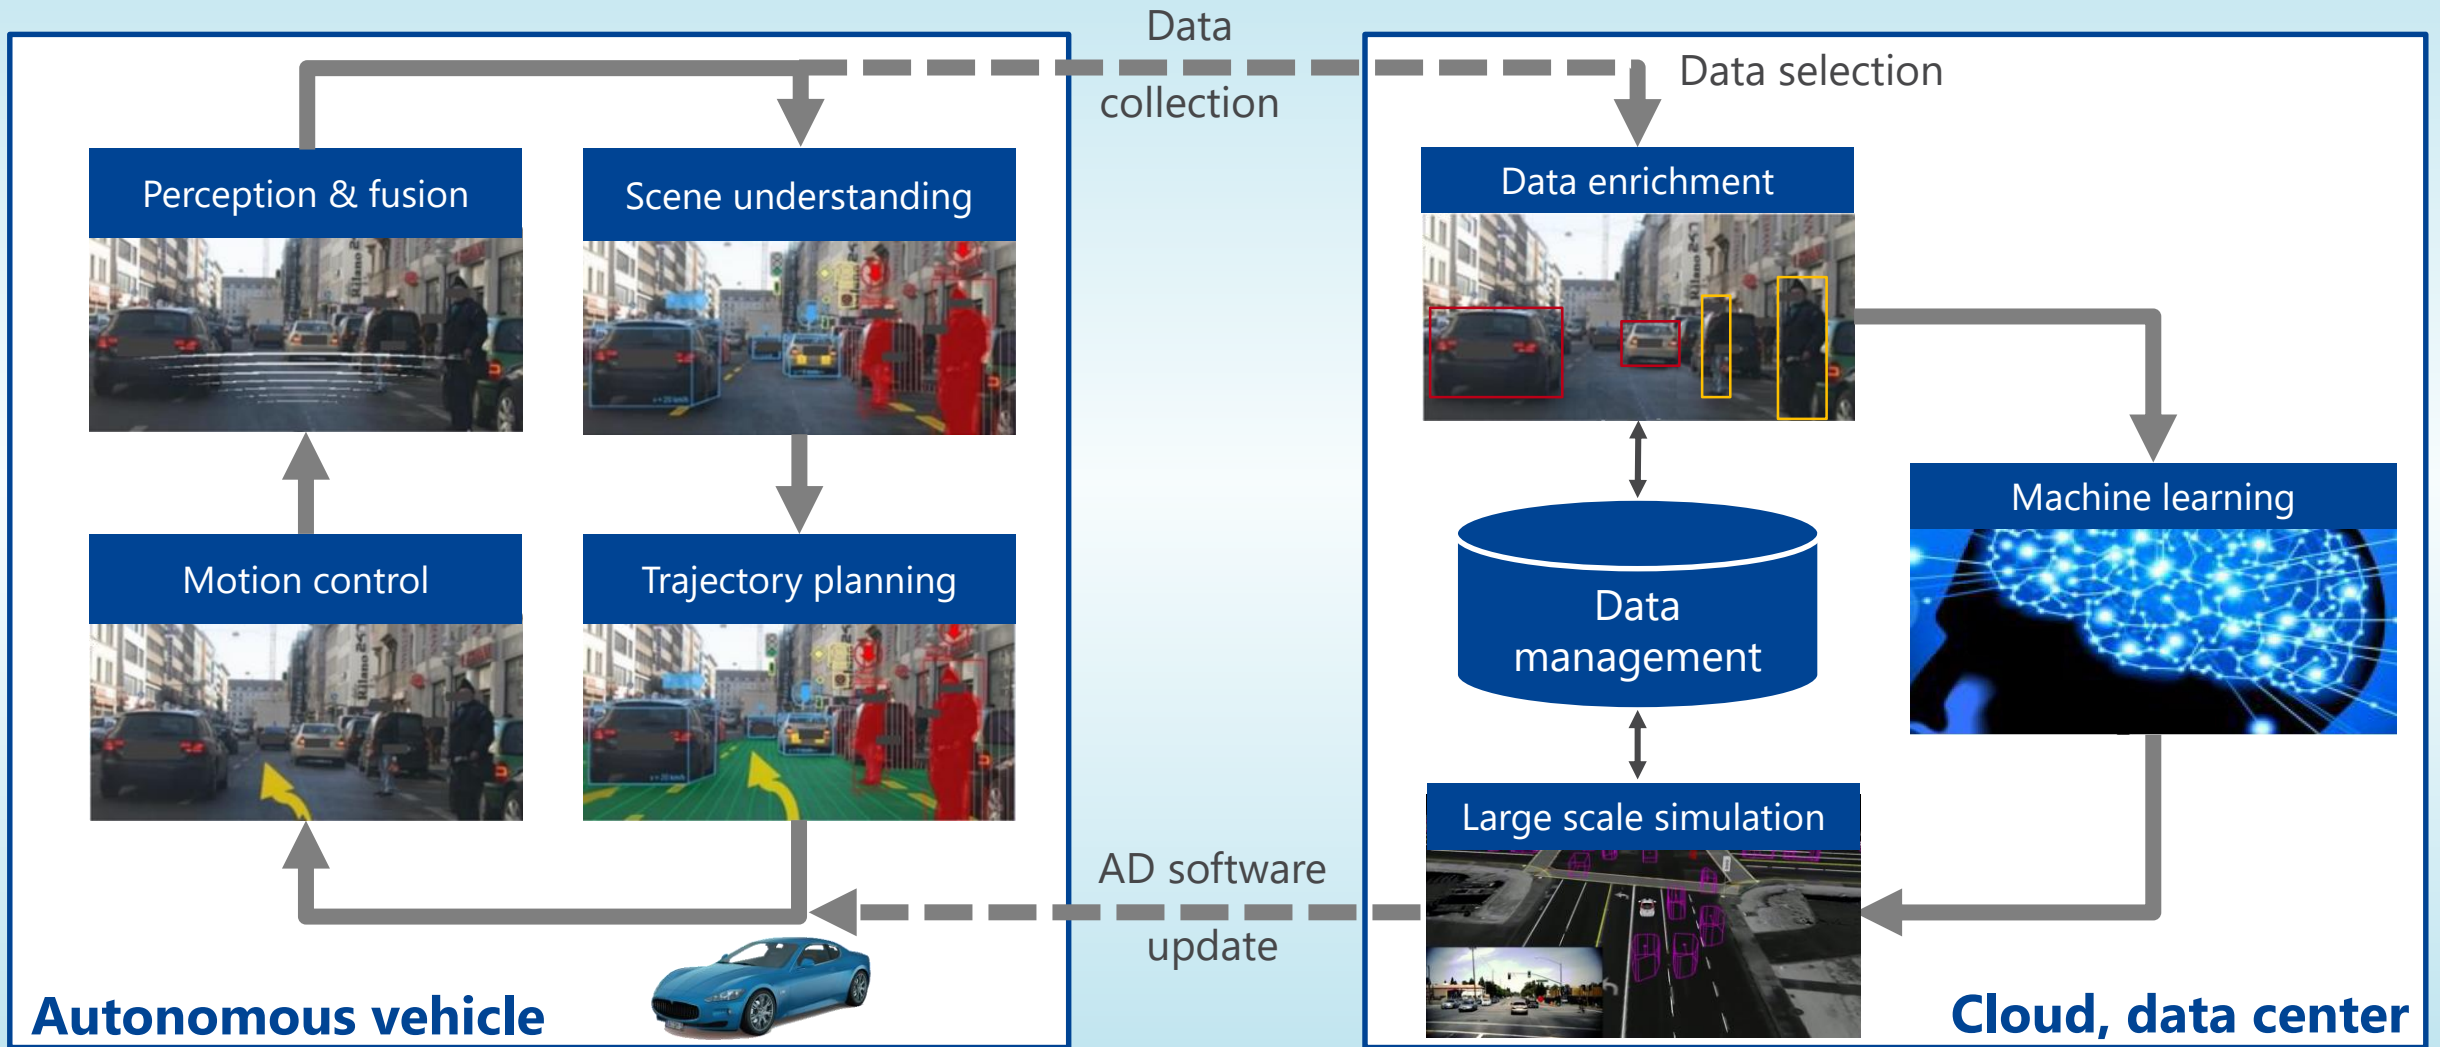 Data
collection
Data selection
Perception & fusion
Scene understanding
Data enrichment
Motion control
Trajectory planning
Machine learning
Data
management
Large scale simulation
AD software
update
Autonomous vehicle
Cloud, data center